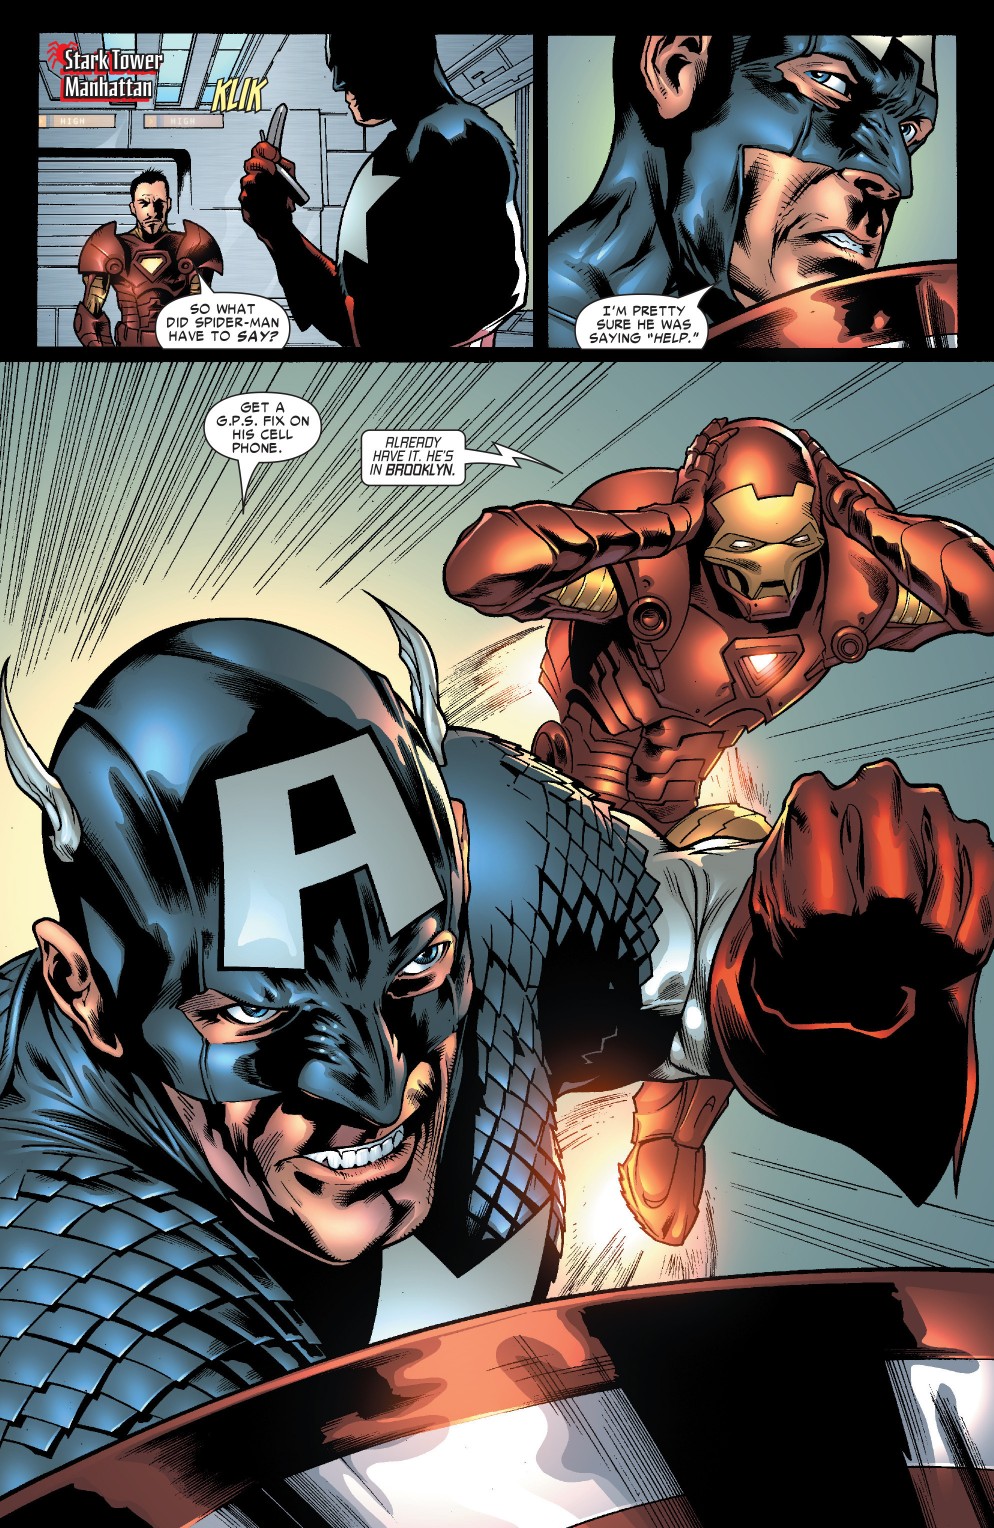 Stark Tower
Manhattan
KLIK
HIGH
HIGH
SO WHAT
DID SPIDER-MAN
HAVE TO SAY?
I'M PRETTY
SURE HE WAS
SAYING "HELP."
GET A
G.P.S. FIX ON
HIS CELL
PHONE.
ALREADY
HAVE IT. HE'S
IN BROOKLYN.
A